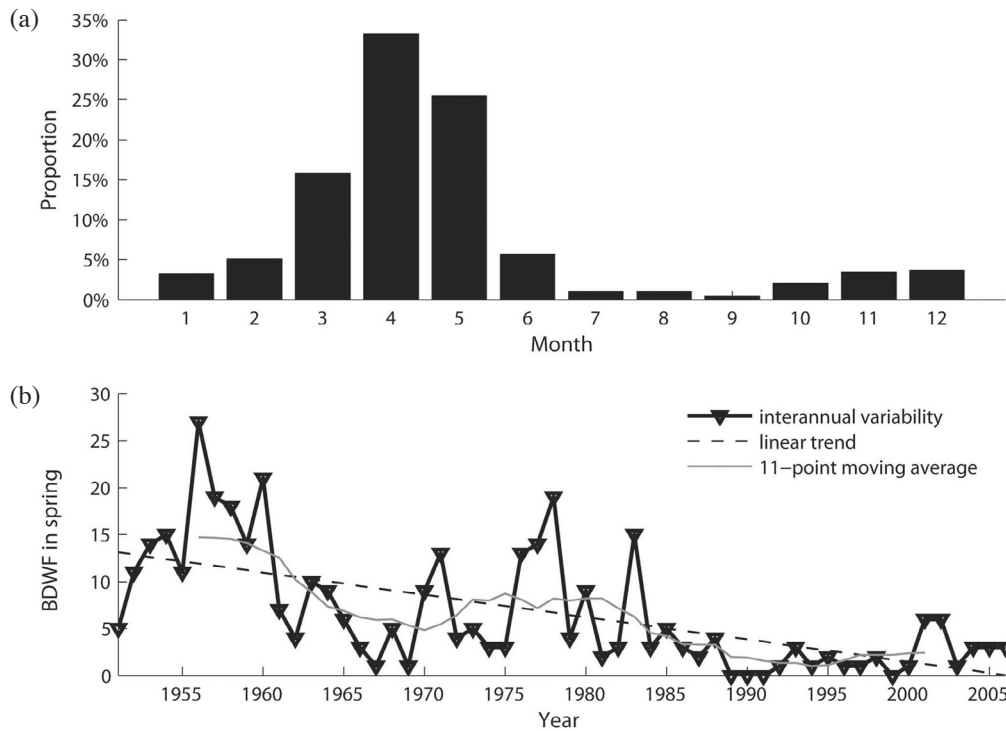 (a)
35%
30%
25%
20%
15%
10%
5%
0%
Proportion
1 2 3 4 5 6 7 8 9 10 11 12
Month
(b)
30
25
20
15
10
5
0
BDWF in spring
interannual variability
linear trend
11−point moving average
1955 1960 1965 1970 1975 1980 1985 1990 1995 2000 2005
Year